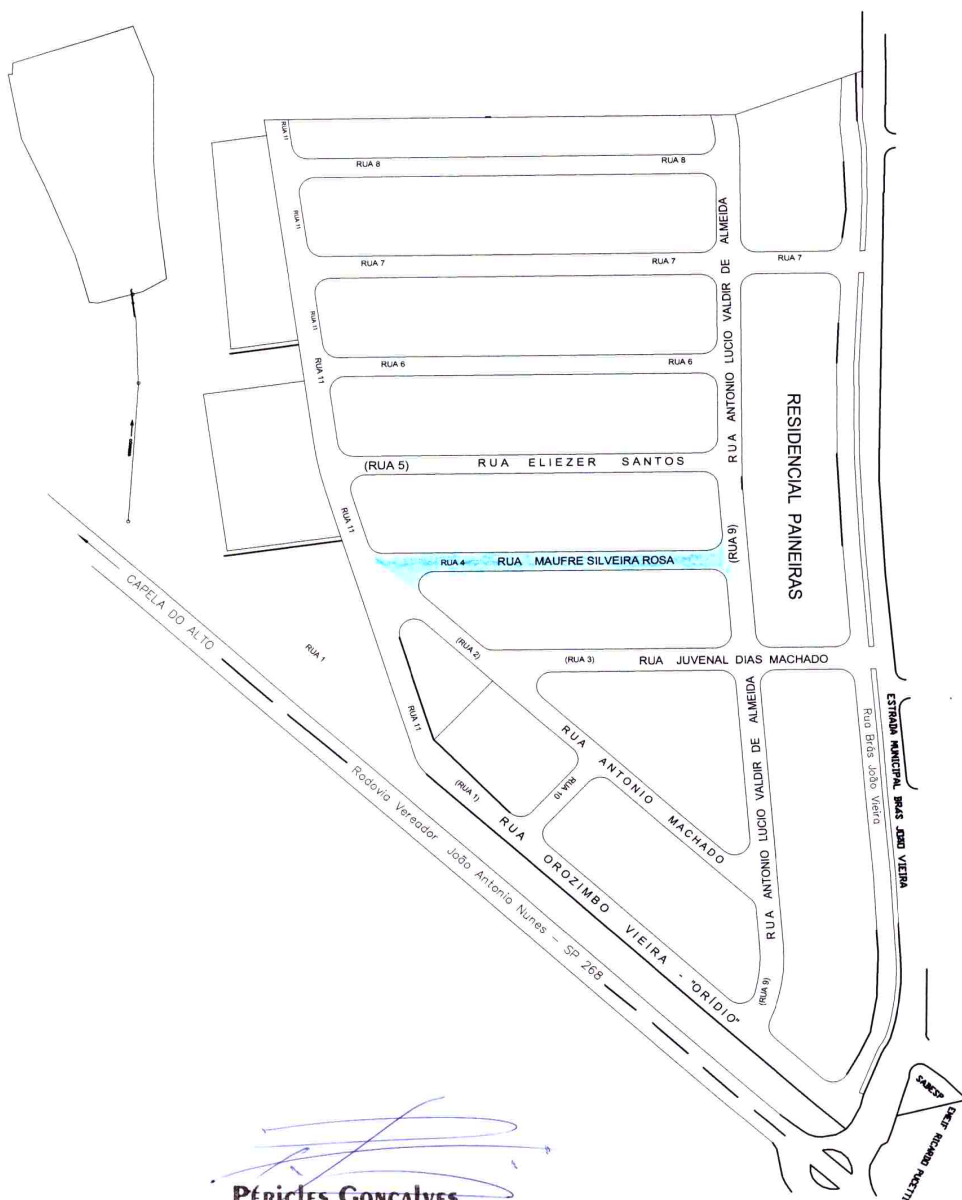 RUA 11
RUA 8
RUA 8
RUA 11
RUA 7
RUA 7
RUA 7
RUA 11
RUA 6
RUA 6
RUA 11
RUA ANTONIO LUCIO VALDIR DE ALMEIDA
(RUA 9)
RESIDENCIAL PAINEIRAS
(RUA 5) RUA ELIEZER SANTOS
RUA 11
RUA 4 RUA MAUFRE SILVEIRA ROSA
CAPELA DO ALTO
RUA 1
(RUA 2)
RUA ANTONIO MACHADO
(RUA 3) RUA JUVENAL DIAS MACHADO
RUA 11
RUA 10
(RUA 1)
RUA OROZIMBO VIEIRA - "ORÍDIO"
RUA ANTONIO LUCIO VALDIR DE ALMEIDA
(RUA 9)
Rua Brás João Vieira
ESTRADA MUNICIPAL BRÁS JOÃO VIEIRA
Rodovia Vereador João Antonio Nunes - SP 268
SABESP
EMEIF RICARDO
PÉRICLES GONÇALVES